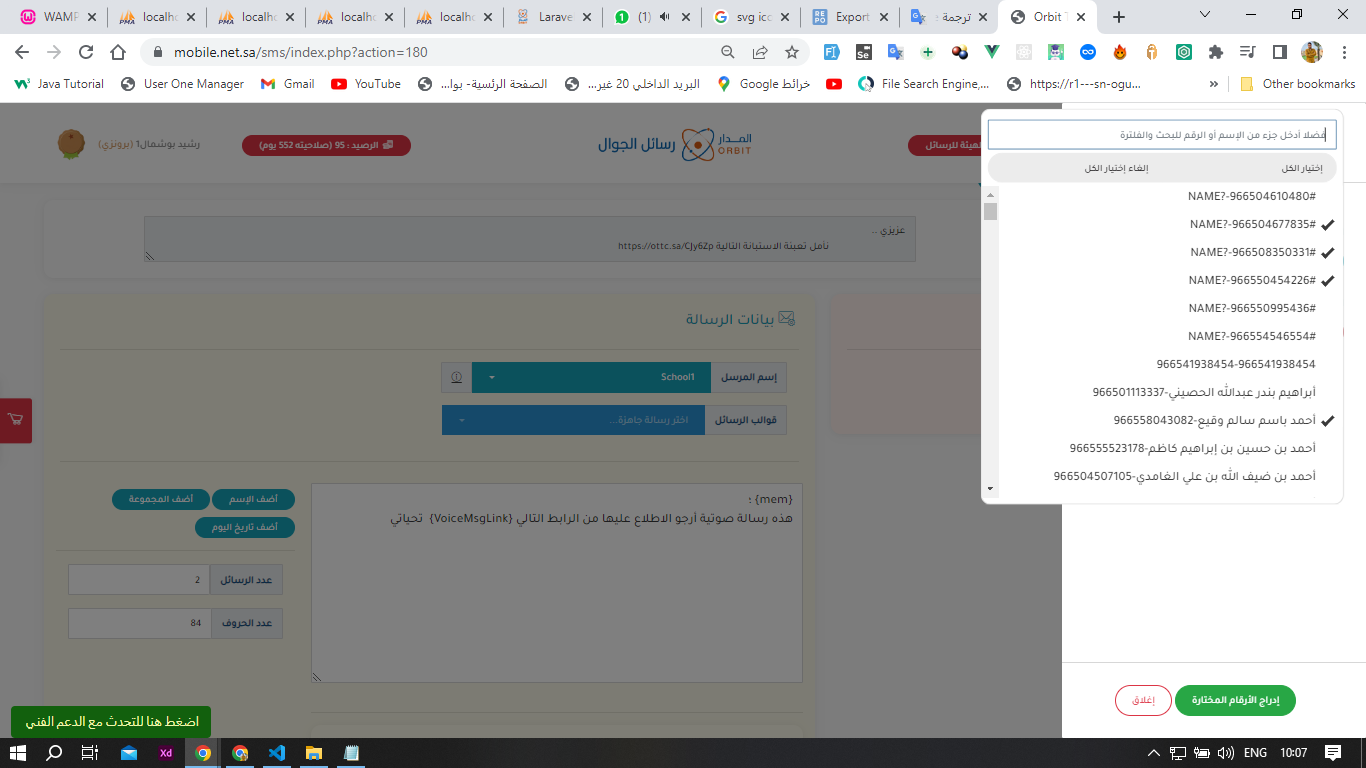 WAMP
localho
localho
localho
localho
Larave
(1)
svg ico
Export
ترجمة
Orbit T
mobile.net.sa/sms/index.php?action=180
Java Tutorial
User One Manager
Gmail
YouTube
الصفحة الرئسية- بوا...
البريد الداخلي 20 غير...
خرائط Google
File Search Engine,...
https://r1---sn-ogu...
»
Other bookmarks
رشيد بوشمال1 (برونزي)
الرصيد : 95 (صلاحيته 552 يوم)
رسائل الجوال
المـــدار
ORBIT
الهيئة للرسائل
فضلا أدخل جزء من الإسم أو الرقم للبحث والفلترة
إختيار الكل
إلغاء إختيار الكل
#NAME?-966504610480
#NAME?-966504677835
#NAME?-966508350331
#NAME?-966550454226
#NAME?-966550995436
#NAME?-966554546554
966541938454-966541938454
أبراهيم بندر عبدالله الحصيني-966501113337
أحمد باسم سالم وقيع-966558043082
أحمد بن حسين بن إبراهيم كاظم-966555523178
أحمد بن ضيف الله بن علي الغامدي-966504507105
عزيزي ..
نأمل تعبئة الاستبانة التالية https://ottc.sa/CJy6Zp
بيانات الرسالة
إسم المرسل
School1
قوالب الرسائل
اختر رسالة جاهزة...
{mem} ؛
هذه رسالة صوتية أرجو الاطلاع عليها من الرابط التالي {VoiceMsgLink} تحياتي
أضف الإسم
أضف المجموعة
أضف تاريخ اليوم
عدد الرسائل
2
عدد الحروف
84
إدراج الأرقام المختارة
إغلاق
اضغط هنا للتحدث مع الدعم الفني
Xd
ENG
10:07